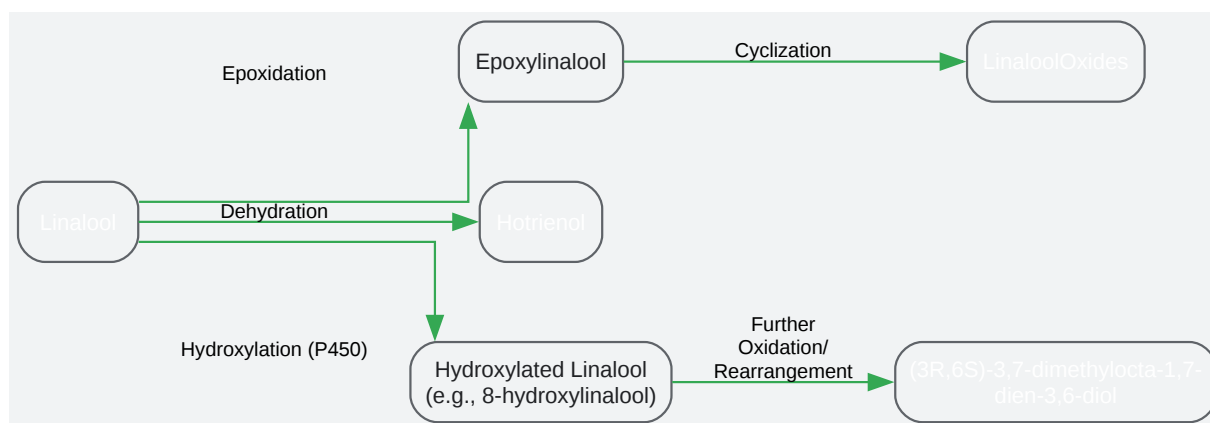 Epoxidation
Epoxylinalool
Cyclization
LinaloolOxides
Linalool
Dehydration
Hotrienol
Hydroxylation (P450)
Hydroxylated Linalool
(e.g., 8-hydroxylinalool)
Further
Oxidation/
Rearrangement
(3R,6S)-3,7-dimethylocta-1,7-
dien-3,6-diol